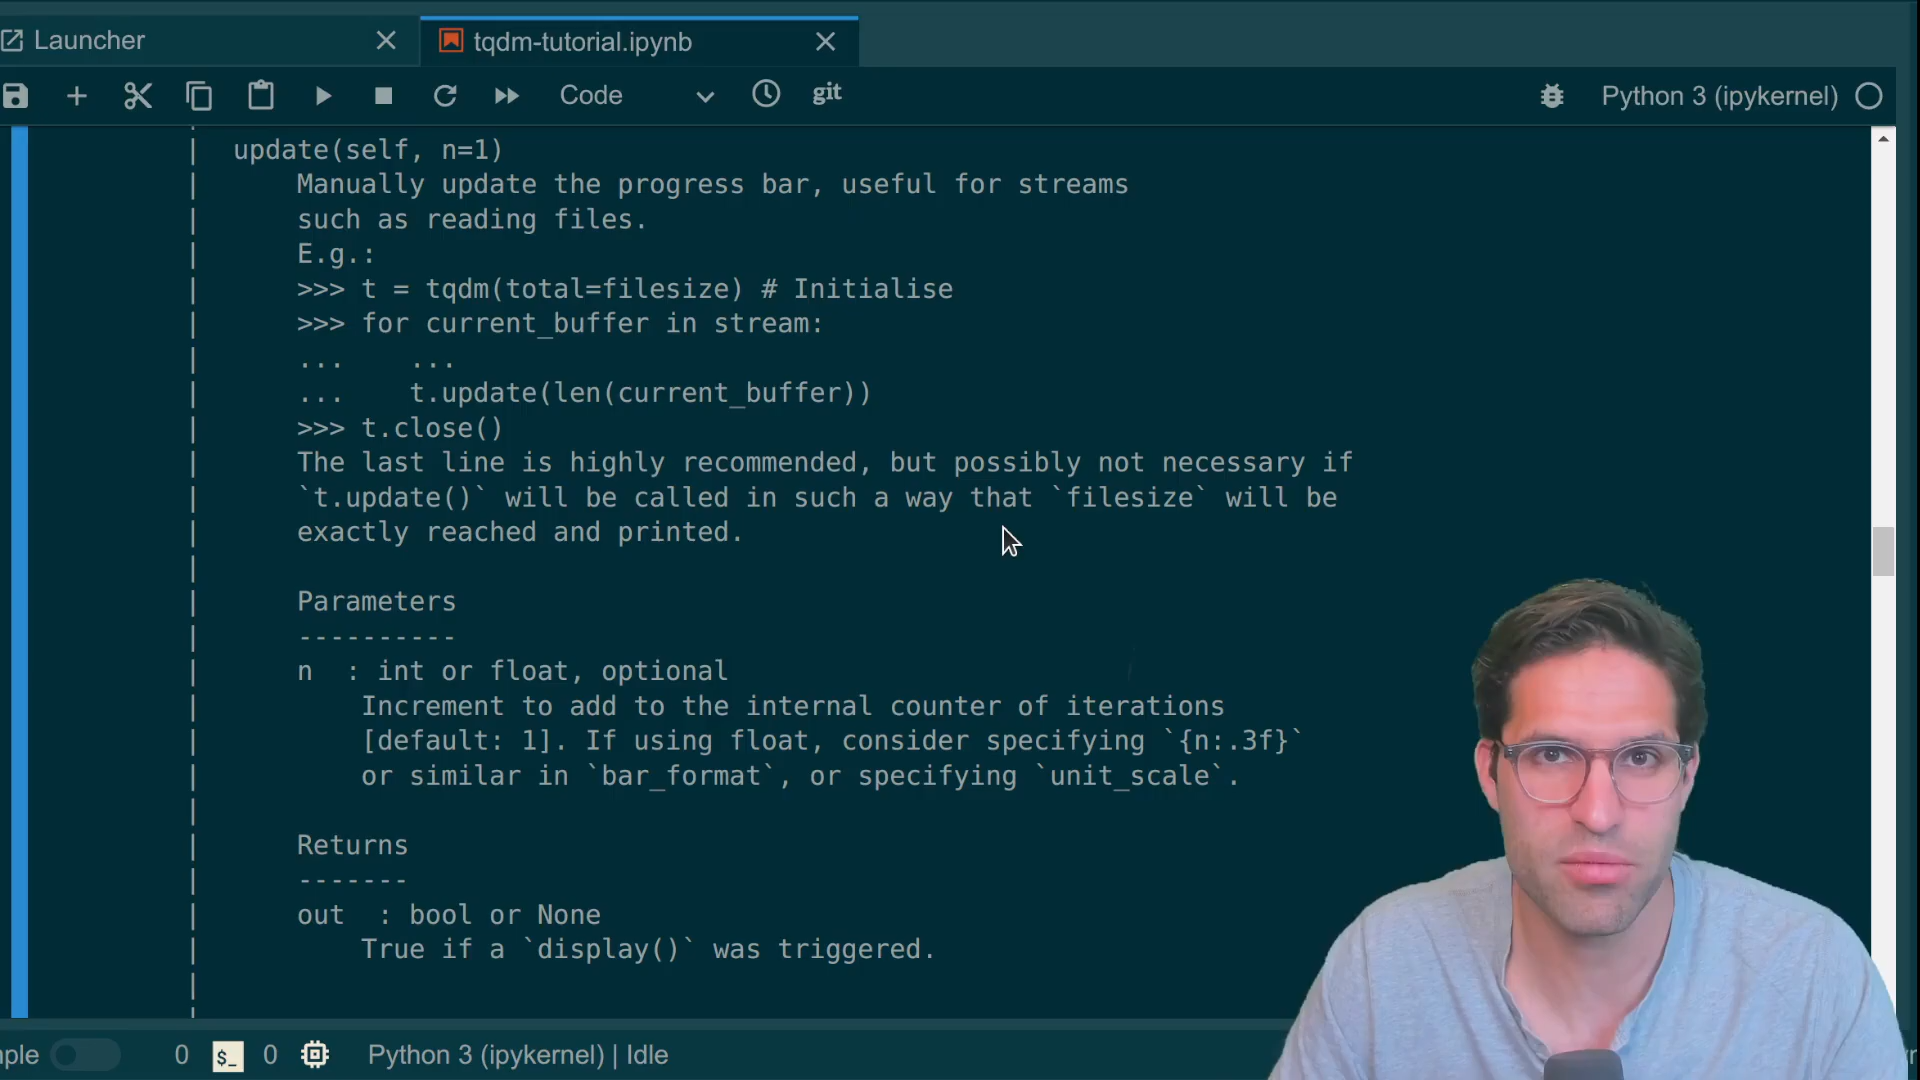 Launcher
tqdm-tutorial.ipynb
Code
git
Python 3 (ipykernel)
| update(self, n=1)
| Manually update the progress bar, useful for streams
| such as reading files.
| E.g.:
| >>> t = tqdm(total=filesize) # Initialise
| >>> for current_buffer in stream:
| ... ...
| ... t.update(len(current_buffer))
| >>> t.close()
| The last line is highly recommended, but possibly not necessary if
| `t.update()` will be called in such a way that `filesize` will be
| exactly reached and printed.
|
| Parameters
| ----------
| n : int or float, optional
| Increment to add to the internal counter of iterations
| [default: 1]. If using float, consider specifying `{n:.3f}`
| or similar in `bar_format`, or specifying `unit_scale`.
|
| Returns
| -------
| out : bool or None
| True if a `display()` was triggered.
|
|
mple 0 $_ 0 Python 3 (ipykernel) | Idle